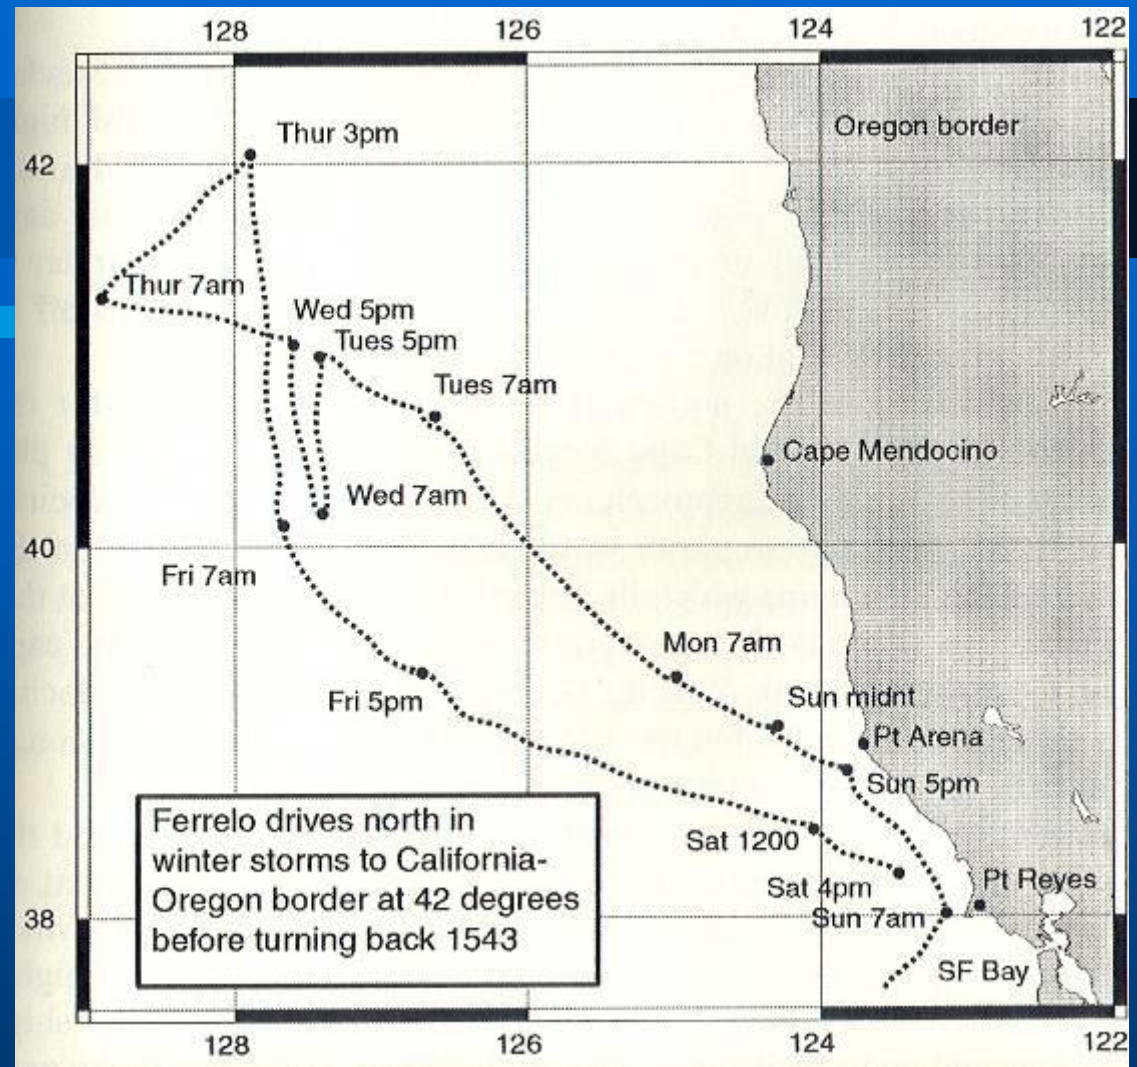 128 126 124 122
Thur 3pm
Oregon border
42
Thur 7am
Wed 5pm
Tues 5pm
Tues 7am
Cape Mendocino
Wed 7am
40
Fri 7am
Mon 7am
Fri 5pm
Sun midnt
Pt Arena
Sun 5pm
Ferrelo drives north in
winter storms to California-
Oregon border at 42 degrees
before turning back 1543
Sat 1200
Sat 4pm
Pt Reyes
38
Sun 7am
SF Bay
128 126 124 122